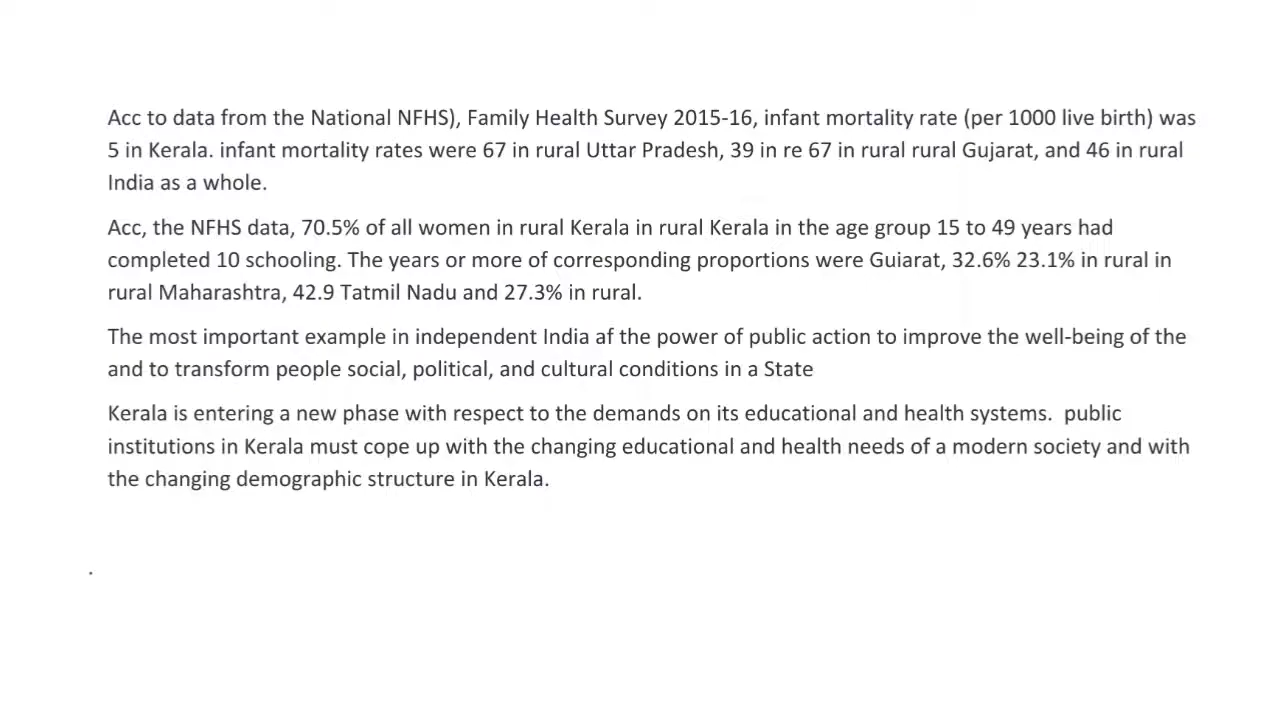 Acc to data from the National NFHS), Family Health Survey 2015-16, infant mortality rate (per 1000 live birth) was
5 in Kerala. infant mortality rates were 67 in rural Uttar Pradesh, 39 in re 67 in rural rural Gujarat, and 46 in rural
India as a whole.
Acc, the NFHS data, 70.5% of all women in rural Kerala in rural Kerala in the age group 15 to 49 years had
completed 10 schooling. The years or more of corresponding proportions were Guiarat, 32.6% 23.1% in rural in
rural Maharashtra, 42.9 Tatmil Nadu and 27.3% in rural.
The most important example in independent India af the power of public action to improve the well-being of the
and to transform people social, political, and cultural conditions in a State
Kerala is entering a new phase with respect to the demands on its educational and health systems.  public
institutions in Kerala must cope up with the changing educational and health needs of a modern society and with
the changing demographic structure in Kerala.
.